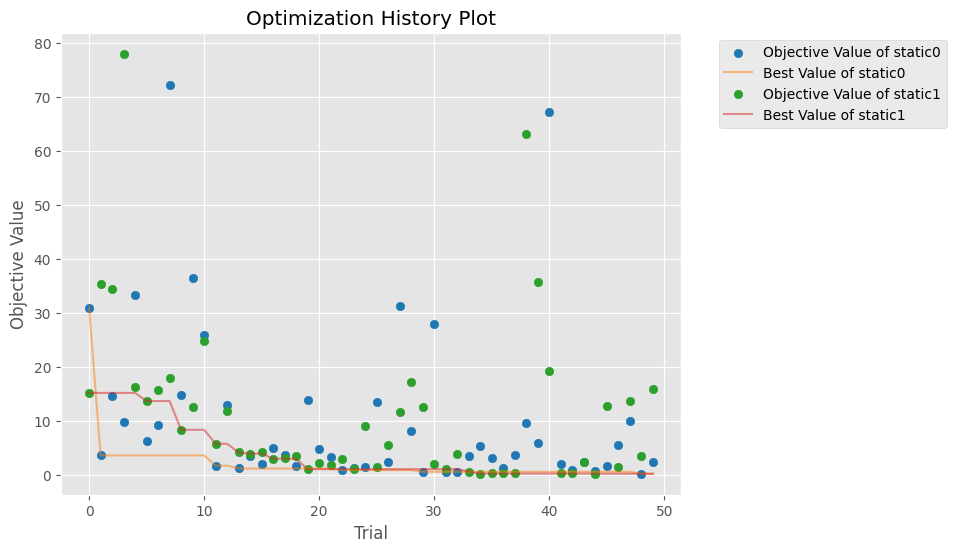 Optimization History Plot
Objective Value of static0
Best Value of static0
Objective Value of static1
Best Value of static1
Objective Value
80
70
60
50
40
30
20
10
0
0 10 20 30 40 50
Trial